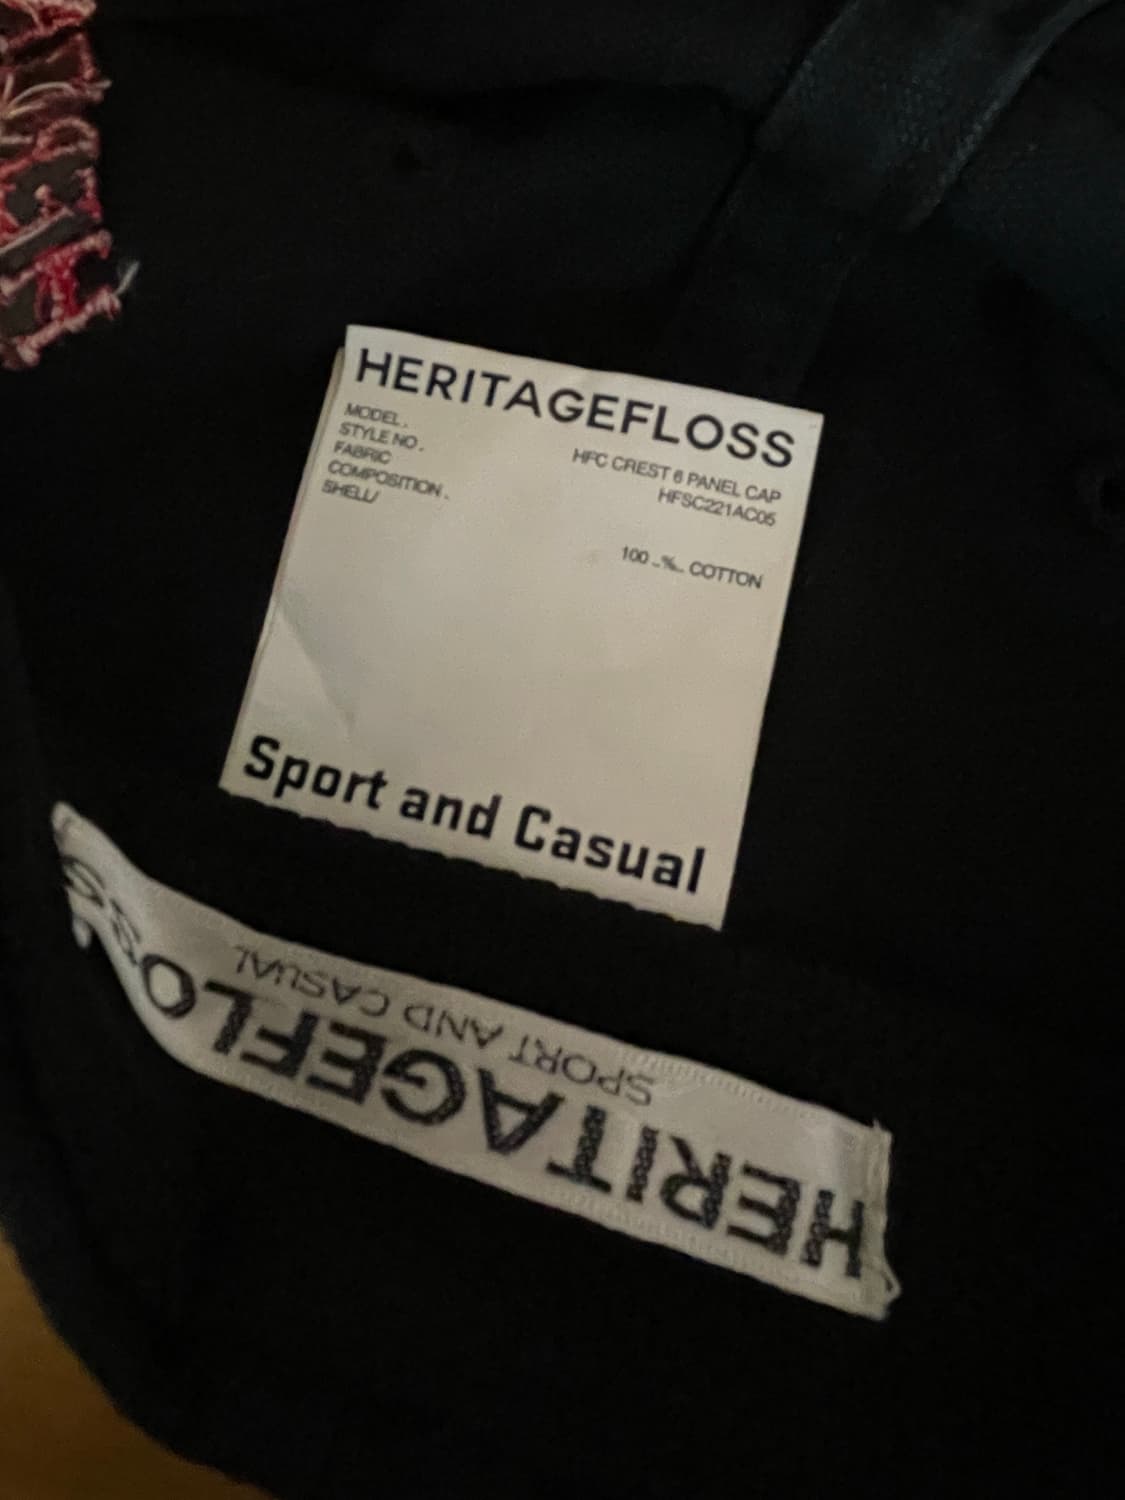 HERITAGEFLOSS
MODEL. HFC CREST 6 PANEL CAP
STYLE NO. HFSC221AC05
FABRIC
COMPOSITION.
SHELL/ 100 % COTTON
Sport and Casual
HERITAGEFLOSS
SPORT AND CASUAL